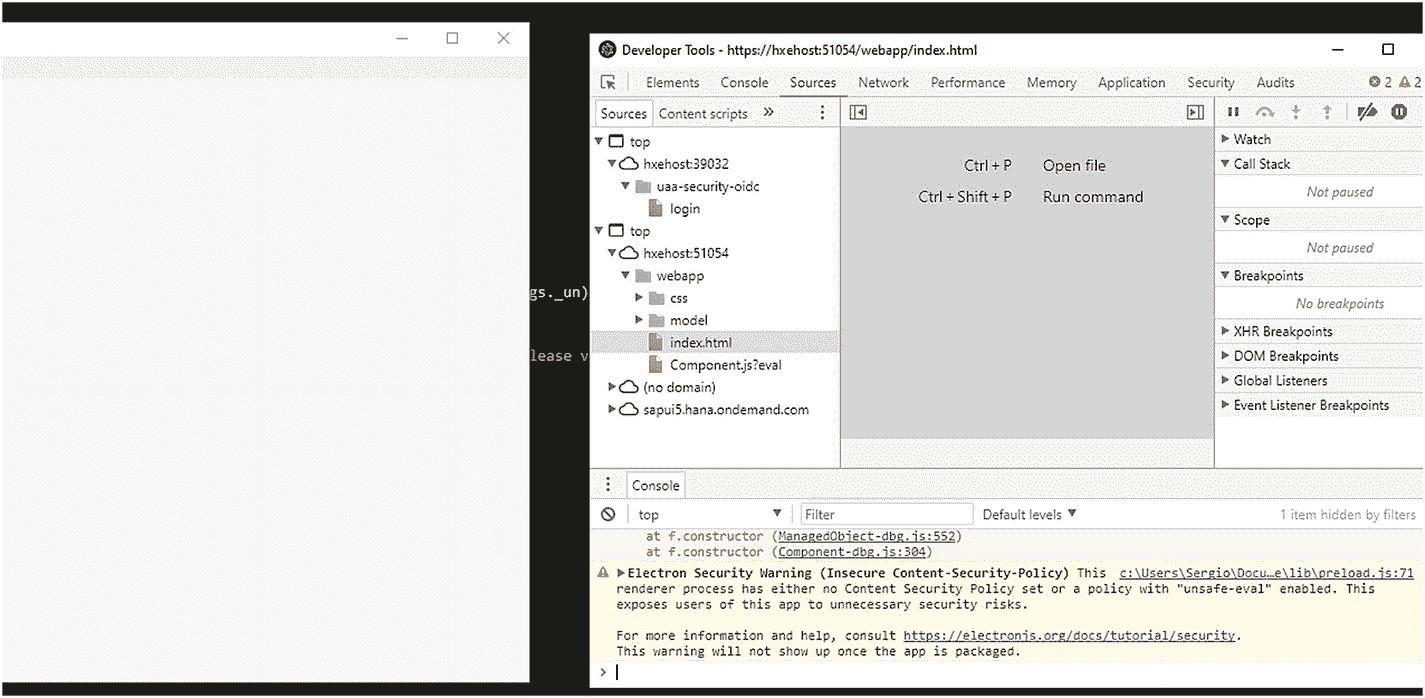 Developer Tools - https://hxehost:51054/webapp/index.html
Elements Console Sources Network Performance Memory Application Security Audits 2 2
Sources Content scripts »
top
hxehost:39032
uaa-security-oidc
login
top
hxehost:51054
webapp
css
model
index.html
Component.js?eval
(no domain)
sapui5.hana.ondemand.com
gs._un)
lease v
Ctrl + P Open file
Ctrl + Shift + P Run command
Watch
Call Stack
Not paused
Scope
Not paused
Breakpoints
No breakpoints
XHR Breakpoints
DOM Breakpoints
Global Listeners
Event Listener Breakpoints
Console
top Filter Default levels 1 item hidden by filters
at f.constructor (ManagedObject-dbg.js:552)
at f.constructor (Component-dbg.js:304)
Electron Security Warning (Insecure Content-Security-Policy) This c:\Users\Sergio\Docu…e\lib\preload.js:71
renderer process has either no Content Security Policy set or a policy with "unsafe-eval" enabled. This
exposes users of this app to unnecessary security risks.
For more information and help, consult https://electronjs.org/docs/tutorial/security.
This warning will not show up once the app is packaged.
>